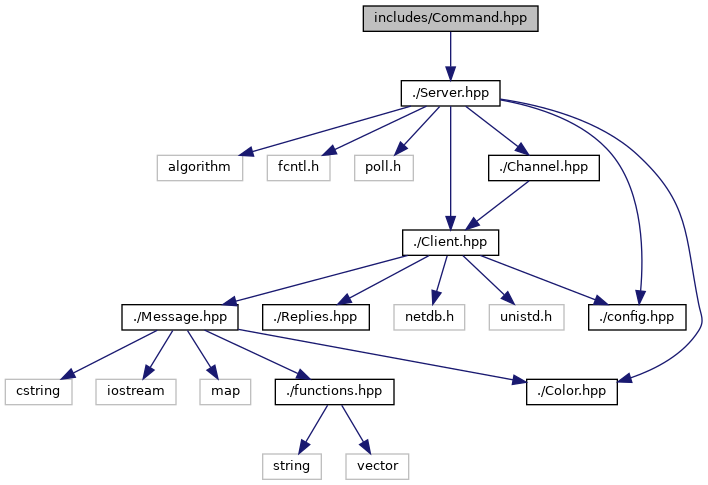 includes/Command.hpp
./Server.hpp
algorithm
fcntl.h
poll.h
./Channel.hpp
./Client.hpp
./Message.hpp
./Replies.hpp
netdb.h
unistd.h
./config.hpp
cstring
iostream
map
./functions.hpp
./Color.hpp
string
vector